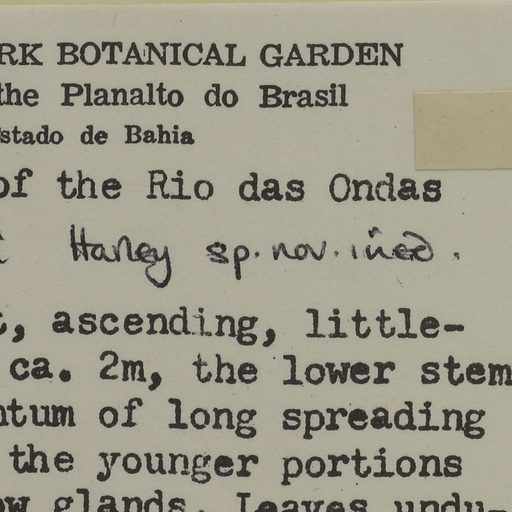 RK BOTANICAL GARDEN
the Planalto do Brasil
stado de Bahia
of the Rio das Ondas
Harley sp. nov. ined.
, ascending, little-
ca. 2m, the lower stem
ntum of long spreading
the younger portions
ow glands. Leaves undu-